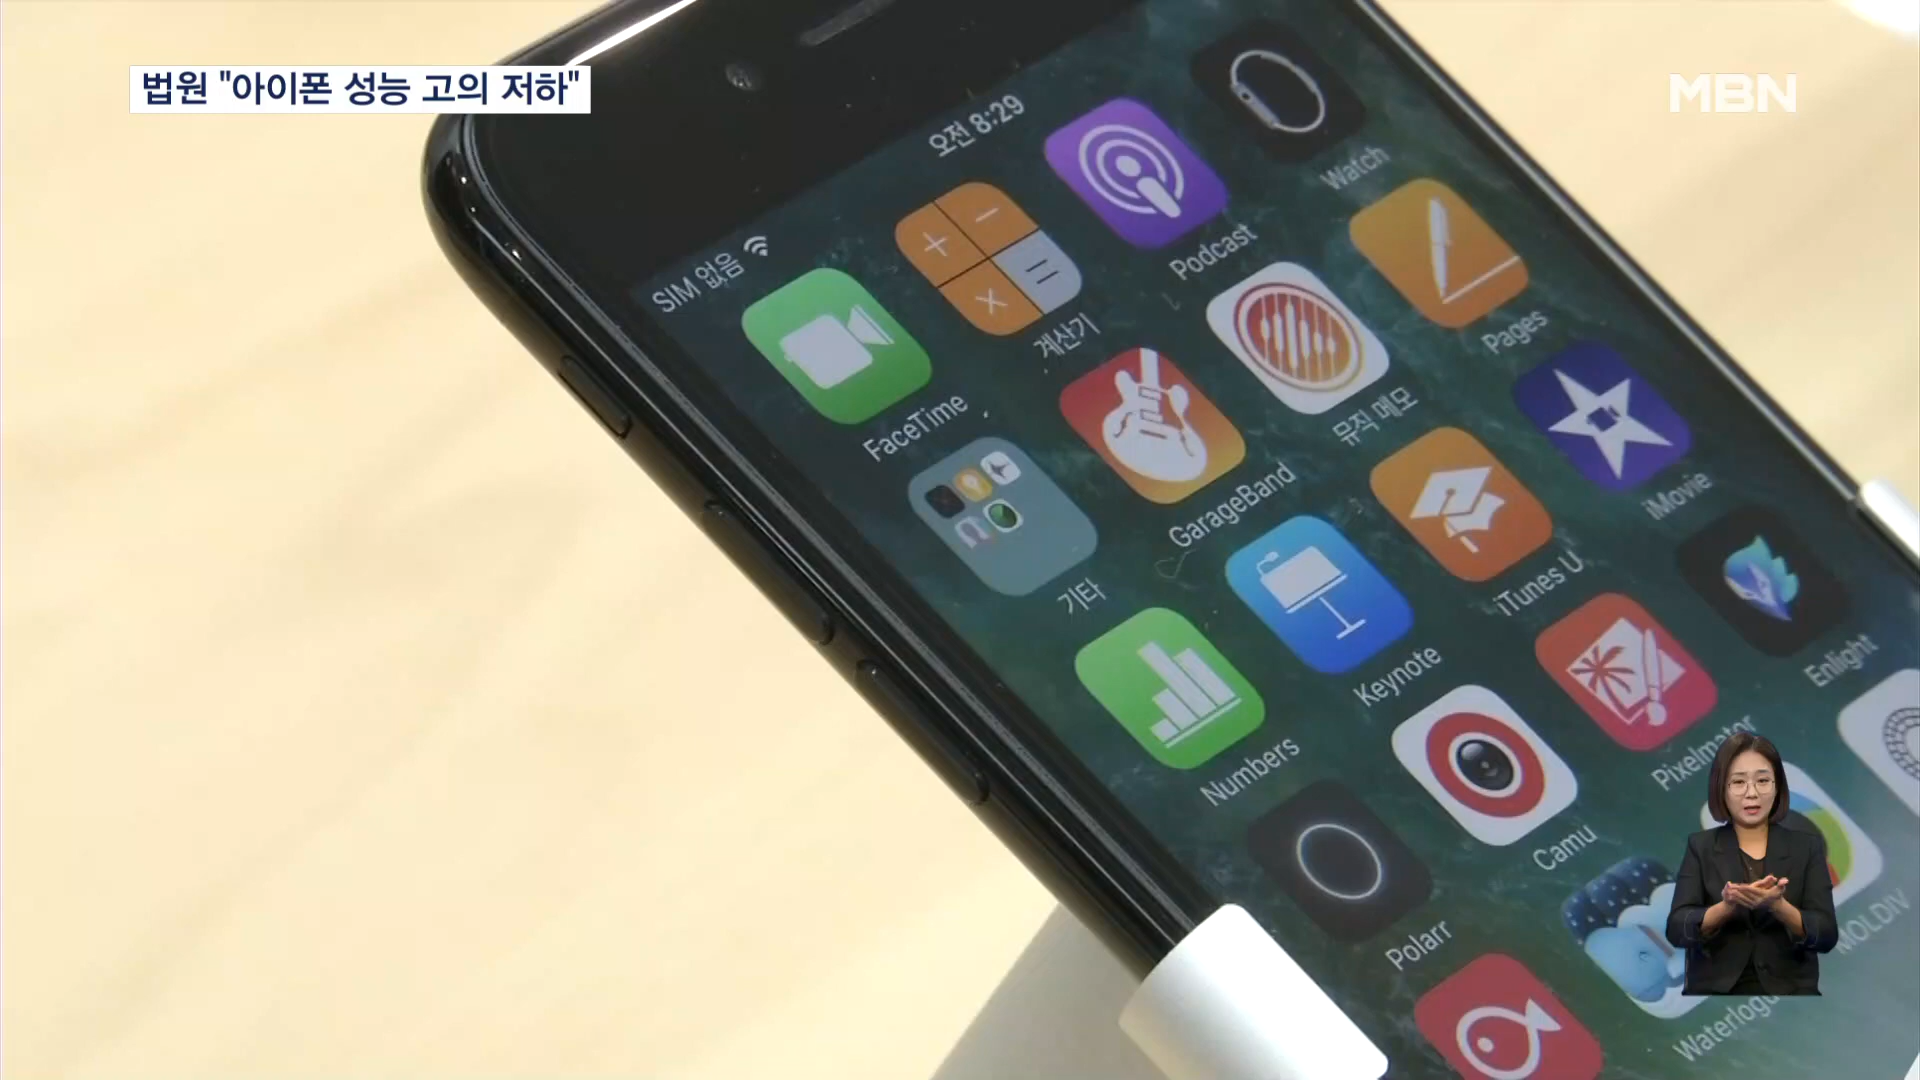 법원 "아이폰 성능 고의 저하"
MBN
SIM 없음
오전 8:29
FaceTime
계산기
Podcast
Watch
기타
GarageBand
뮤직 메모
Pages
Numbers
Keynote
iTunes U
iMovie
Polarr
Camu
Pixelmator
Enlight
MOLDIV